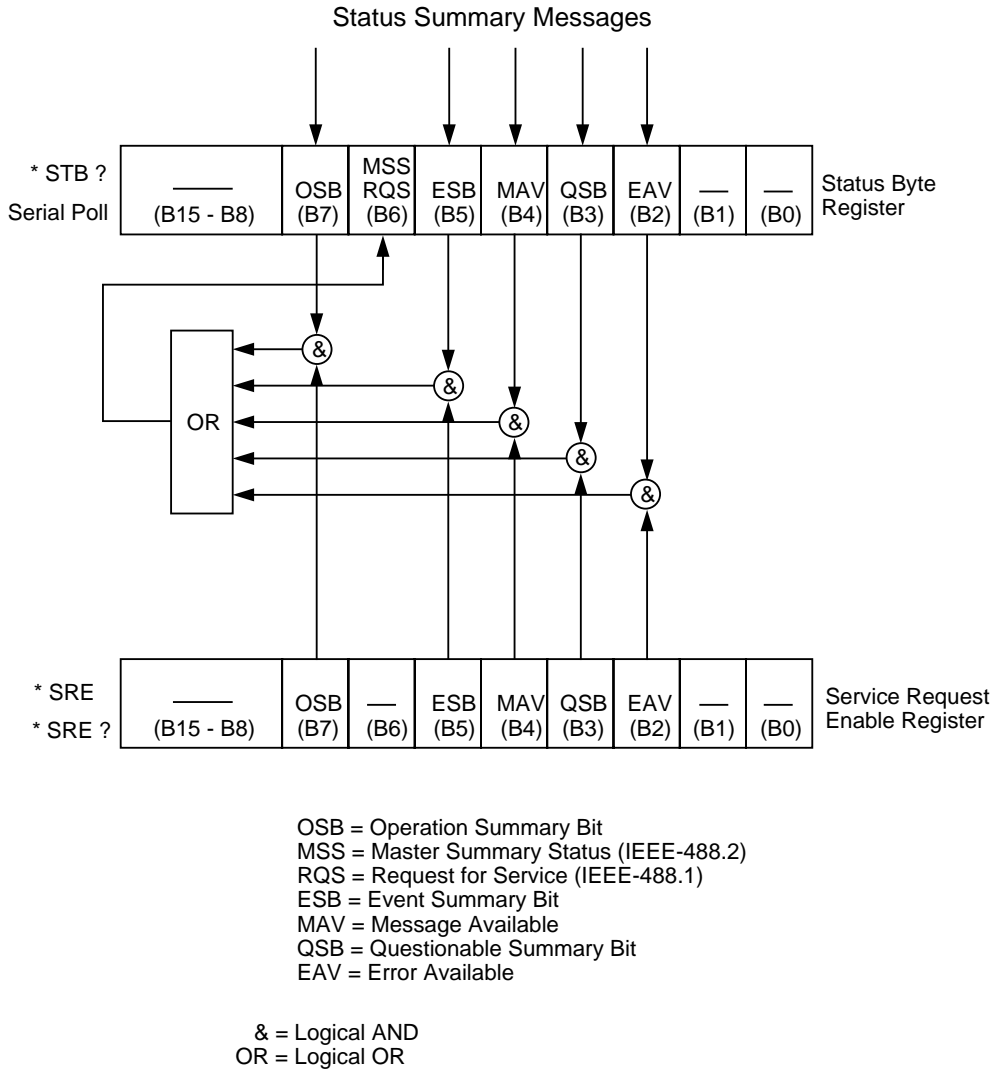 Status Summary Messages
* STB ?
Serial Poll
(B15 - B8)
OSB
(B7)
MSS
RQS
(B6)
ESB
(B5)
MAV
(B4)
QSB
(B3)
EAV
(B2)
(B1)
(B0)
Status Byte
Register
&
&
OR
&
&
&
* SRE
* SRE ?
(B15 - B8)
OSB
(B7)
(B6)
ESB
(B5)
MAV
(B4)
QSB
(B3)
EAV
(B2)
(B1)
(B0)
Service Request
Enable Register
OSB = Operation Summary Bit
MSS = Master Summary Status (IEEE-488.2)
RQS = Request for Service (IEEE-488.1)
ESB = Event Summary Bit
MAV = Message Available
QSB = Questionable Summary Bit
EAV = Error Available
& = Logical AND
OR = Logical OR